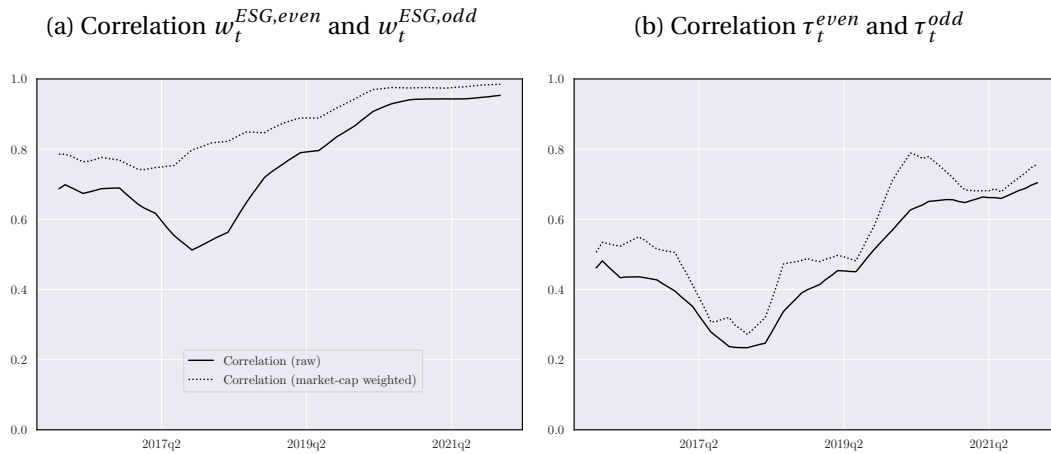 (a) Correlation $w_t^{ESG,even}$ and $w_t^{ESG,odd}$
1.0
0.8
0.6
0.4
0.2
0.0
Correlation (raw)
Correlation (market-cap weighted)
2017q2 2019q2 2021q2
(b) Correlation $\tau_t^{even}$ and $\tau_t^{odd}$
1.0
0.8
0.6
0.4
0.2
0.0
2017q2 2019q2 2021q2